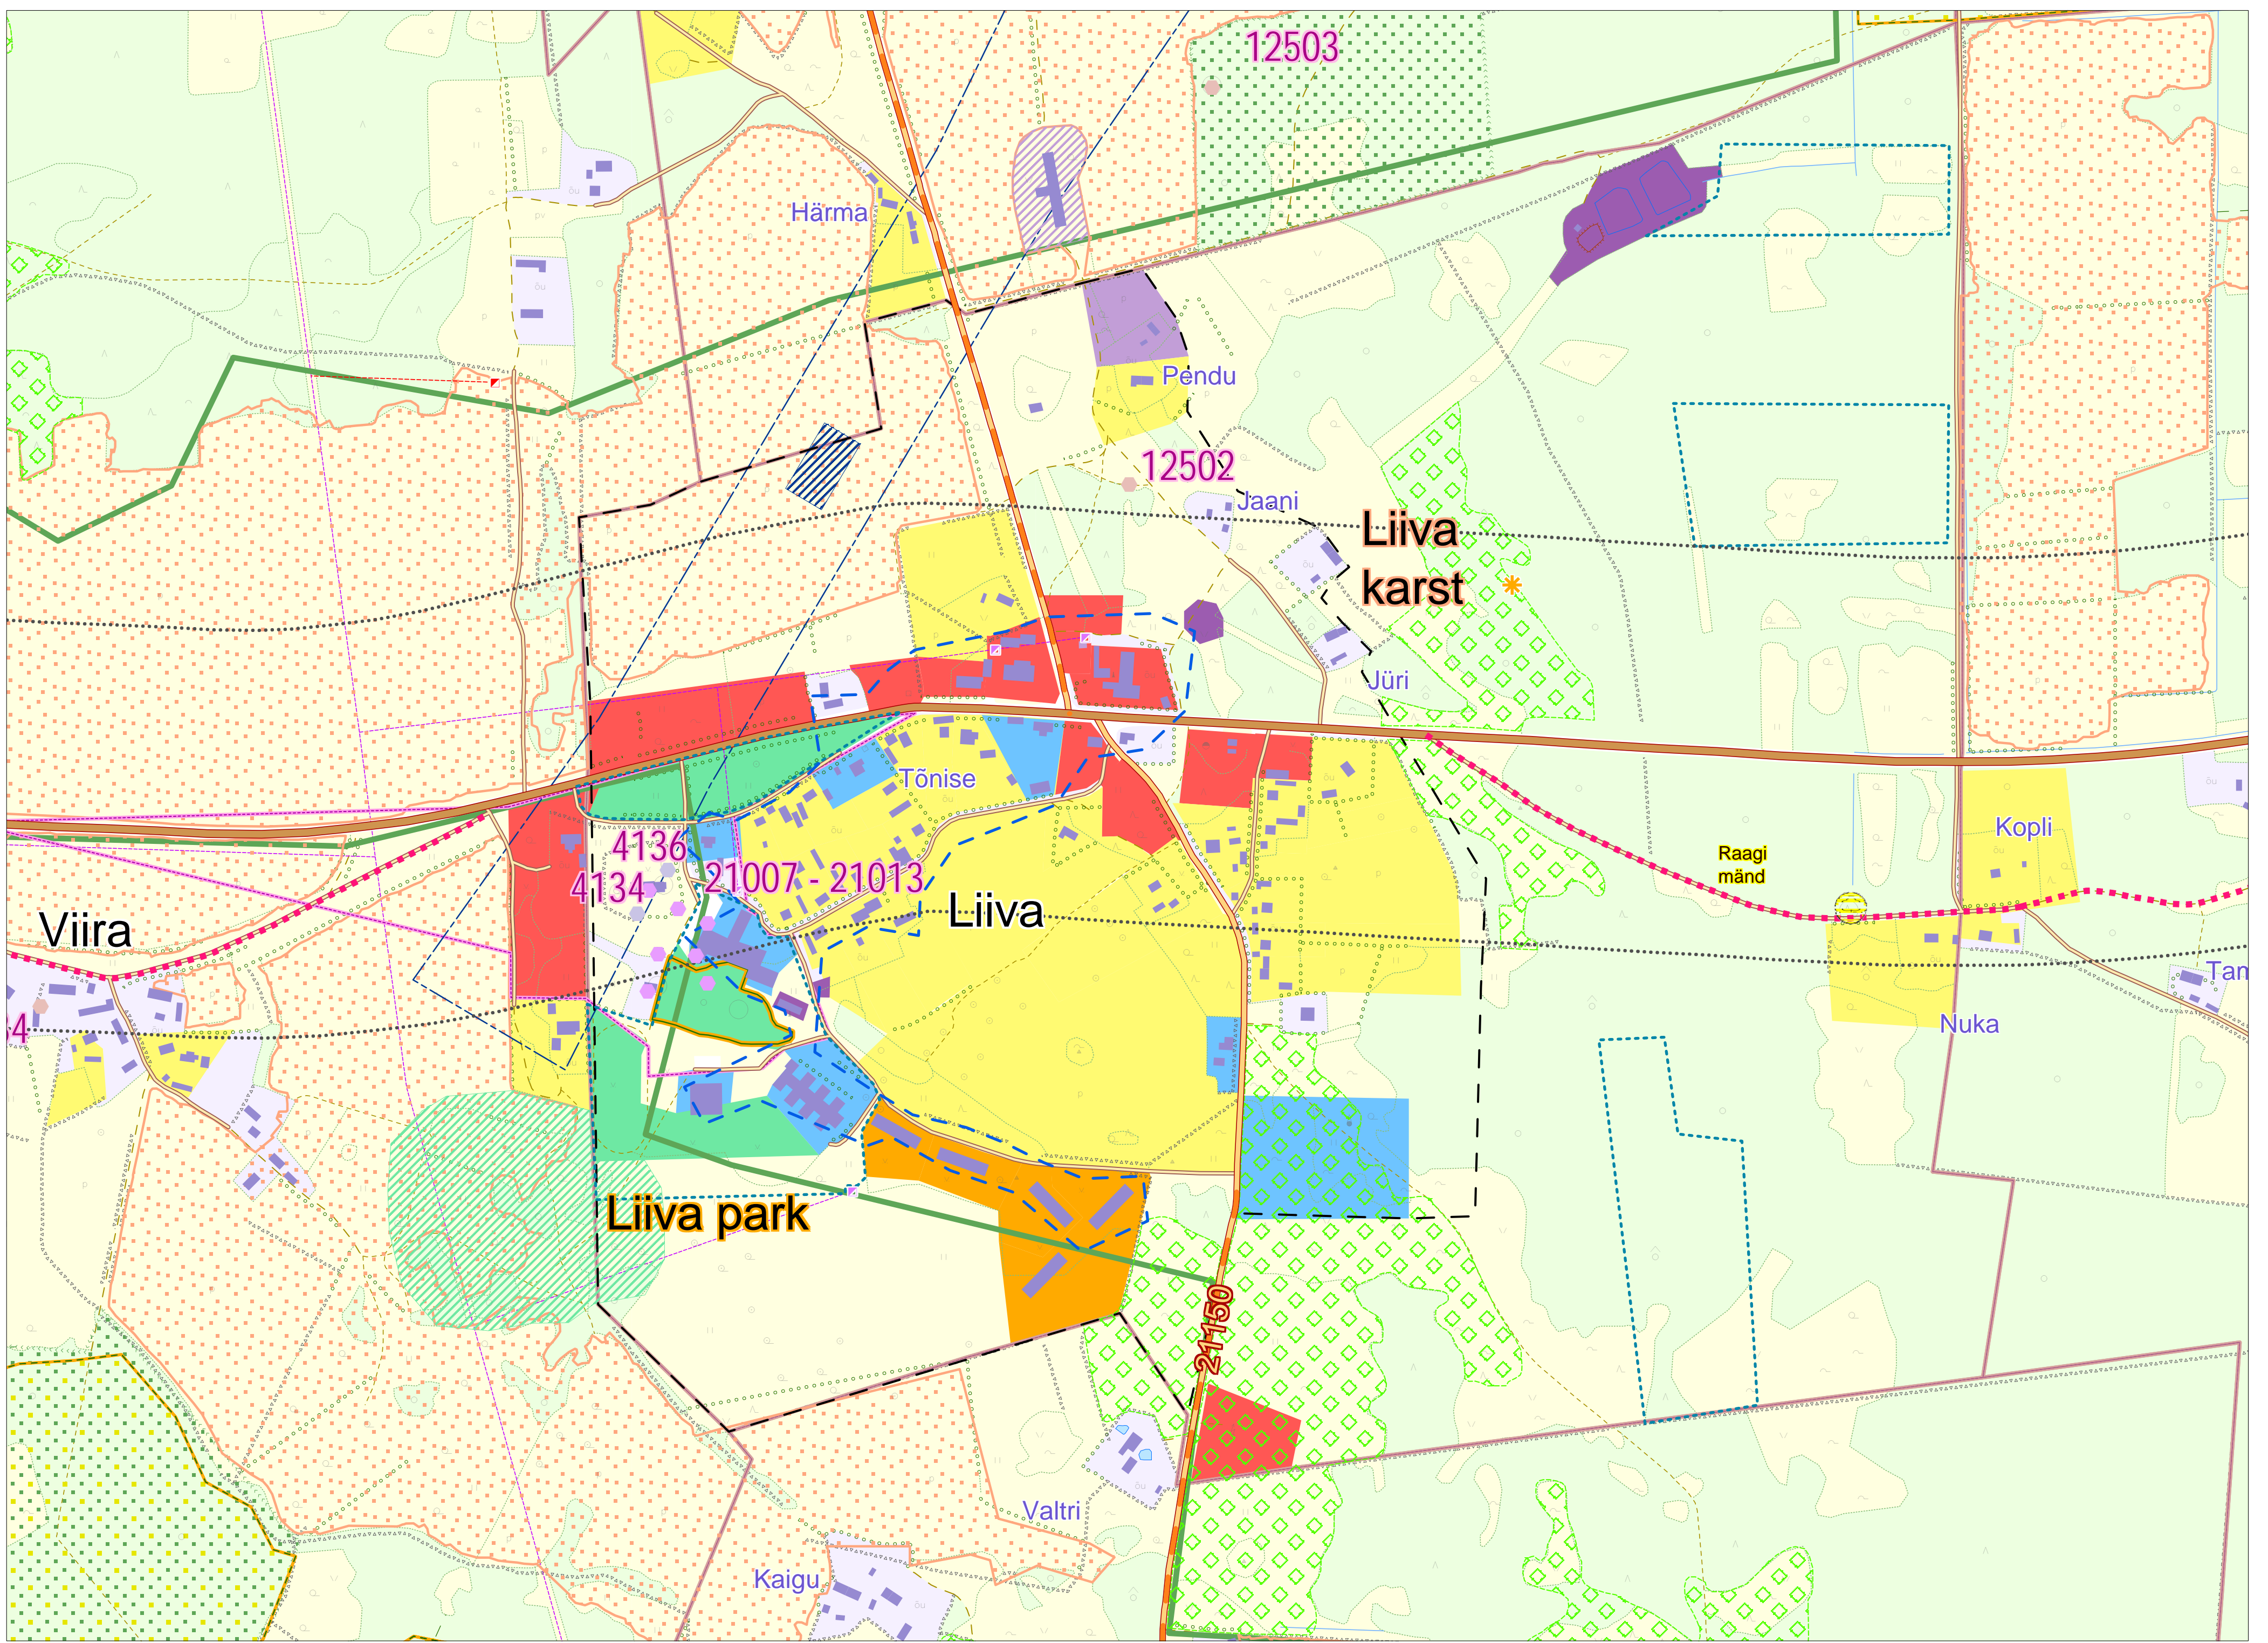 12503
Härma
Pendu
12502
Jaani
Liiva
karst
Jüri
Tõnise
4136
4134
21007 - 21013
Liiva
Viira
Raagi
mänd
Kopli
Nuka
Liiva park
21150
Valtri
Kaigu